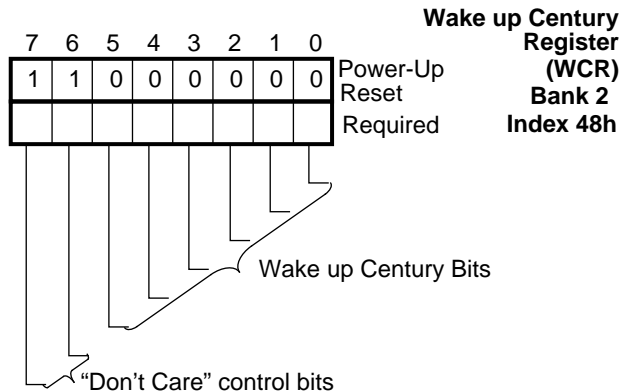 Wake up Century
Register
(WCR)
Bank 2
Index 48h
7 6 5 4 3 2 1 0
1 1 0 0 0 0 0 0
Power-Up
Reset
Required
Wake up Century Bits
“Don’t Care” control bits